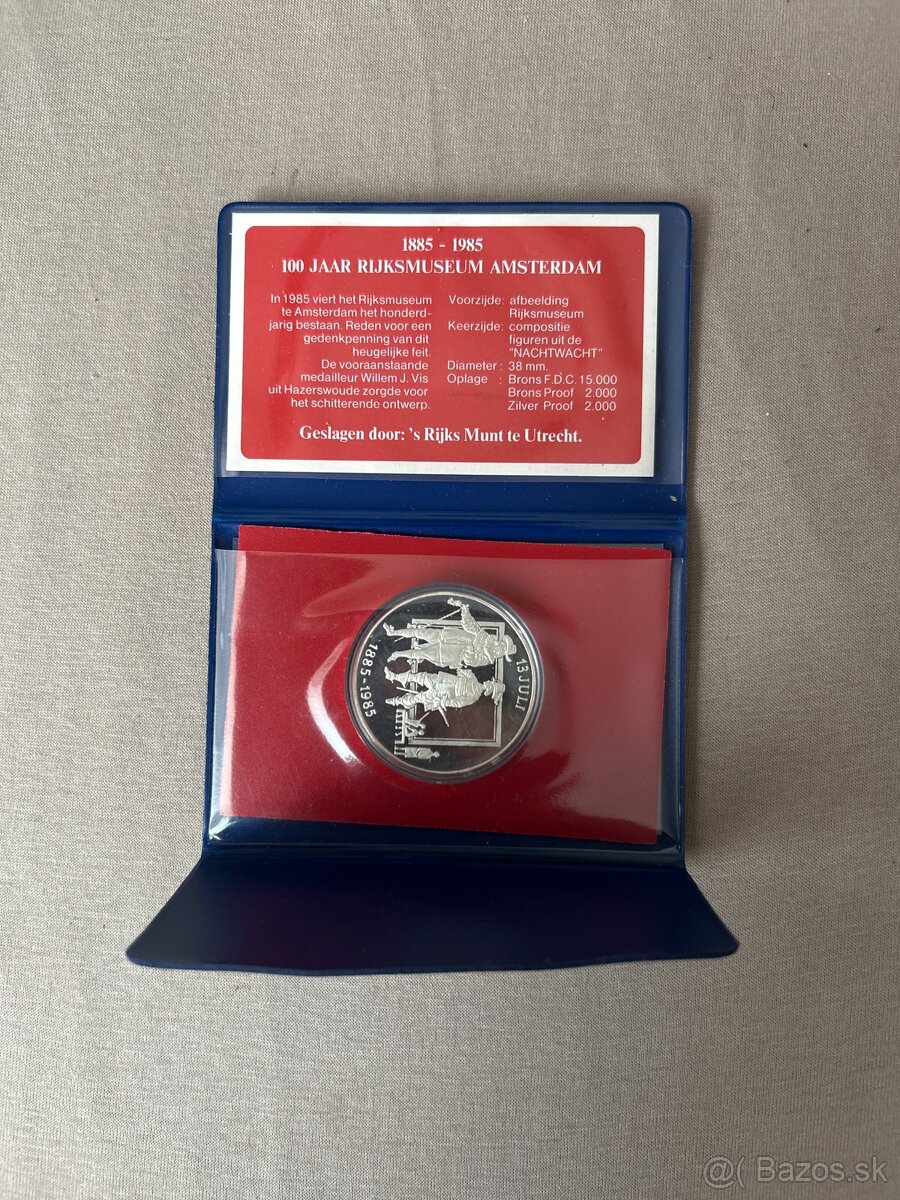 1885 - 1985
100 JAAR RIJKSMUSEUM AMSTERDAM
In 1985 viert het Rijksmuseum
te Amsterdam het honderd-
jarig bestaan. Reden voor een
gedenkpenning van dit
heugelijke feit.
De vooraanstaande
medailleur Willem J. Vis
uit Hazerswoude zorgde voor
het schitterende ontwerp.
Voorzijde: afbeelding
Rijksmuseum
Keerzijde: compositie
figuren uit de
"NACHTWACHT"
Diameter : 38 mm.
Oplage : Brons F.D.C. 15.000
Brons Proof 2.000
Zilver Proof 2.000
Geslagen door: 's Rijks Munt te Utrecht.
13 JULI
1885-1985
@( Bazos.sk